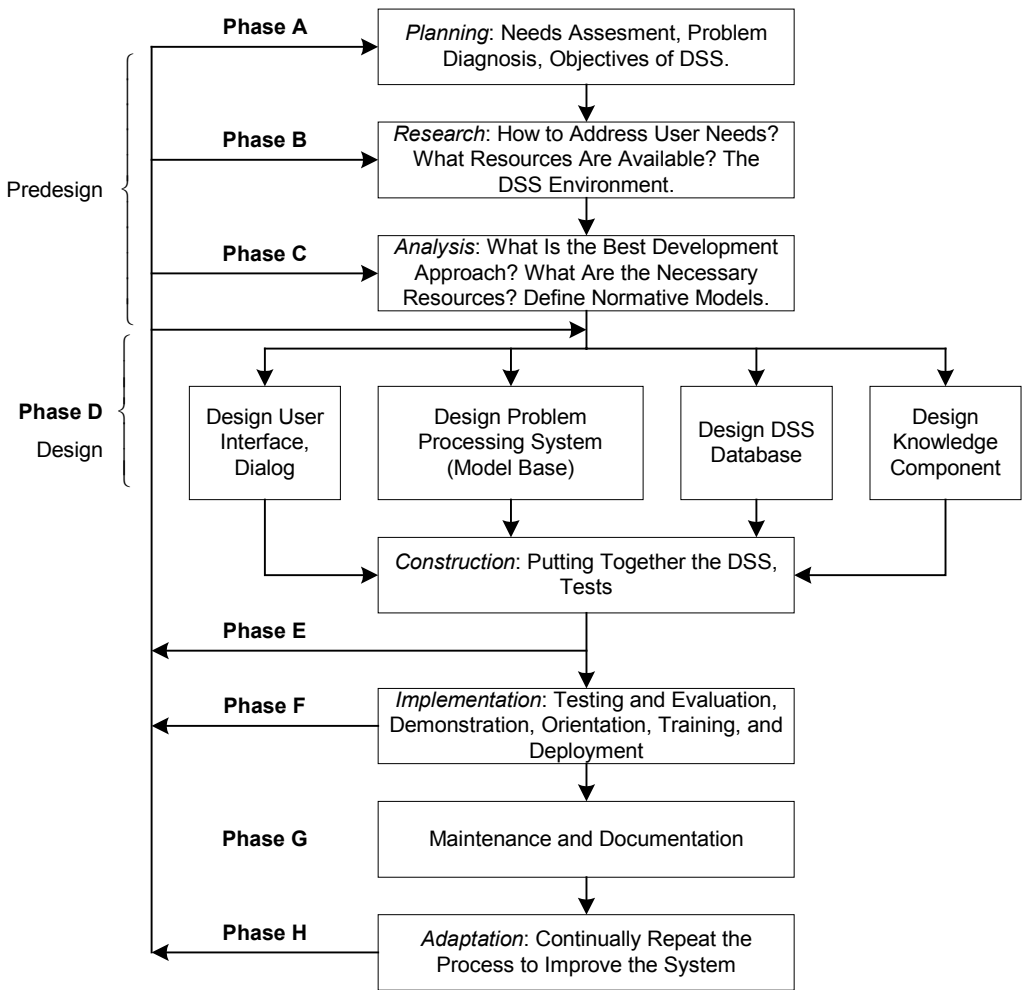 Phase A
Planning: Needs Assesment, Problem
Diagnosis, Objectives of DSS.
Phase B
Research: How to Address User Needs?
What Resources Are Available? The
DSS Environment.
Predesign
Phase C
Analysis: What Is the Best Development
Approach? What Are the Necessary
Resources? Define Normative Models.
Phase D
Design
Design User
Interface,
Dialog
Design Problem
Processing System
(Model Base)
Design DSS
Database
Design
Knowledge
Component
Construction: Putting Together the DSS,
Tests
Phase E
Phase F
Implementation: Testing and Evaluation,
Demonstration, Orientation, Training, and
Deployment
Phase G
Maintenance and Documentation
Phase H
Adaptation: Continually Repeat the
Process to Improve the System